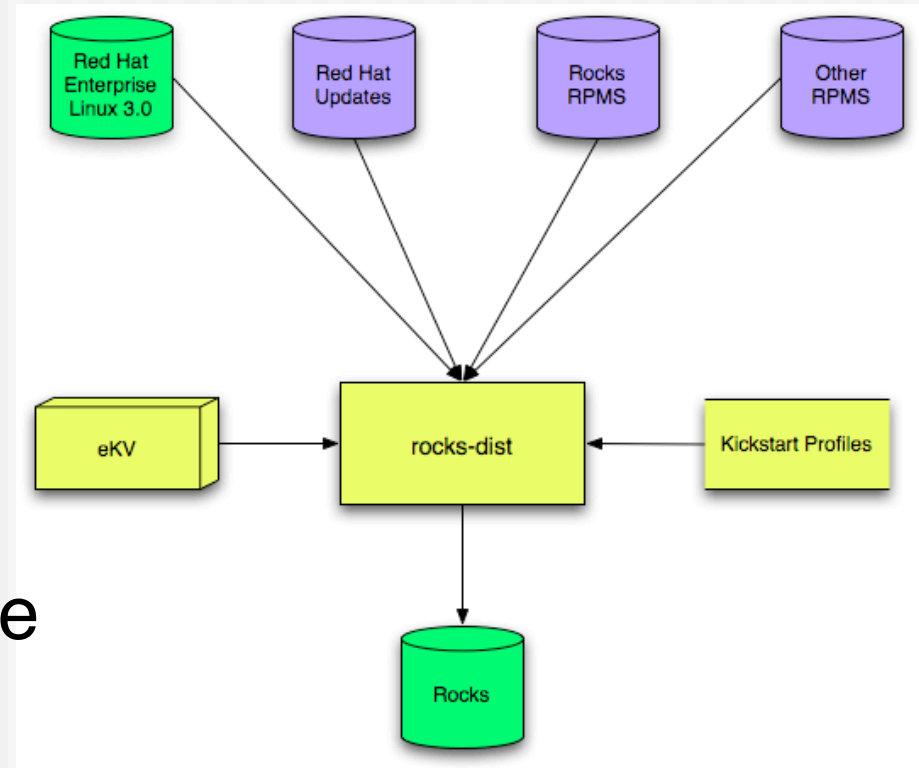 Red Hat
Enterprise
Linux 3.0
Red Hat
Updates
Rocks
RPMS
Other
RPMS
eKV
rocks-dist
Kickstart Profiles
e
Rocks